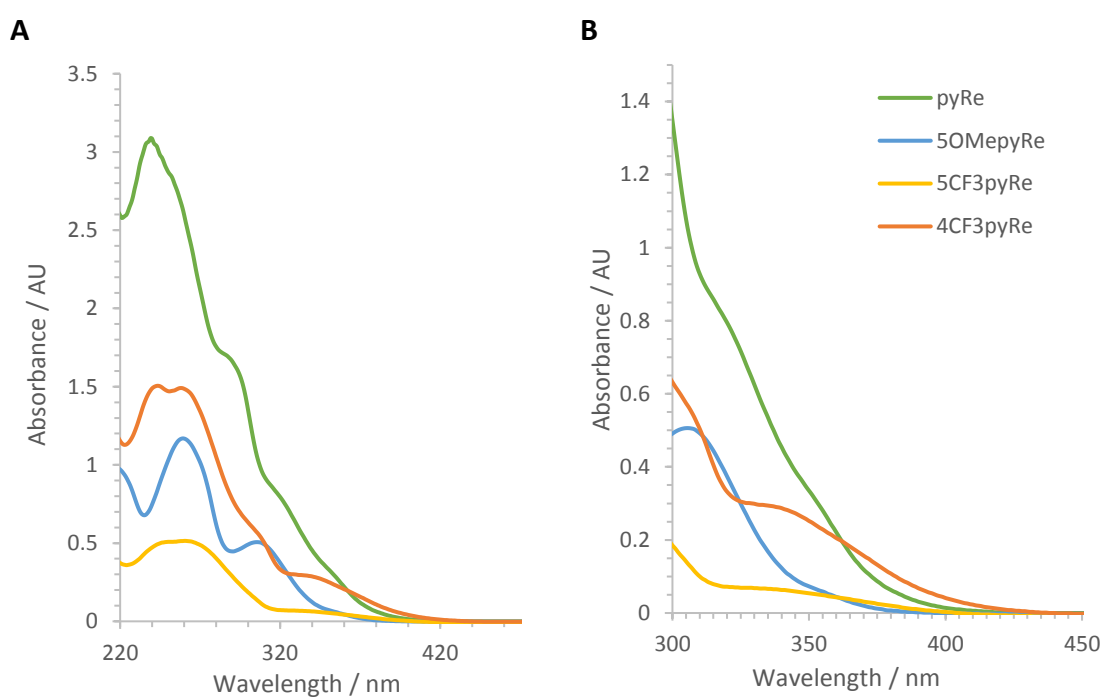 A
Absorbance / AU
3.5
3
2.5
2
1.5
1
0.5
0
220
320
420
Wavelength / nm
B
Absorbance / AU
1.4
1.2
1
0.8
0.6
0.4
0.2
0
300
350
400
450
Wavelength / nm
pyRe
5OMepyRe
5CF3pyRe
4CF3pyRe